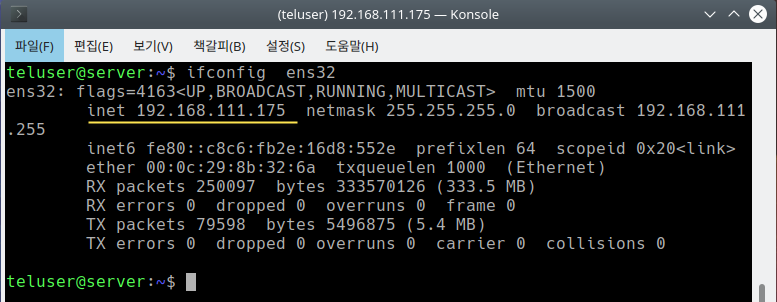 (teluser) 192.168.111.175 — Konsole
파일(F) 편집(E) 보기(V) 책갈피(B) 설정(S) 도움말(H)
teluser@server:~$ ifconfig  ens32
ens32: flags=4163<UP,BROADCAST,RUNNING,MULTICAST>  mtu 1500
        inet 192.168.111.175  netmask 255.255.255.0  broadcast 192.168.111
.255
        inet6 fe80::c8c6:fb2e:16d8:552e  prefixlen 64  scopeid 0x20<link>
        ether 00:0c:29:8b:32:6a  txqueuelen 1000  (Ethernet)
        RX packets 250097  bytes 333570126 (333.5 MB)
        RX errors 0  dropped 0  overruns 0  frame 0
        TX packets 79598  bytes 5496875 (5.4 MB)
        TX errors 0  dropped 0 overruns 0  carrier 0  collisions 0
teluser@server:~$